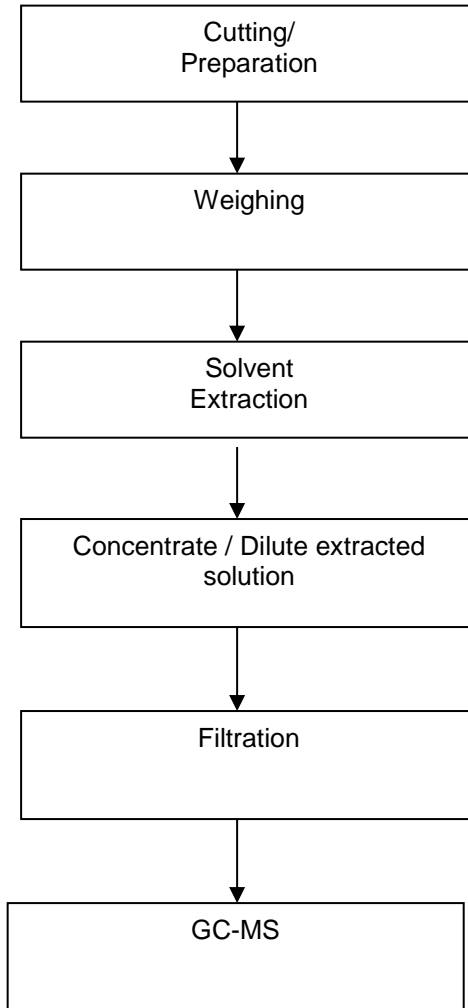 Cutting/
Preparation
Weighing
Solvent
Extraction
Concentrate / Dilute extracted
solution
Filtration
GC-MS